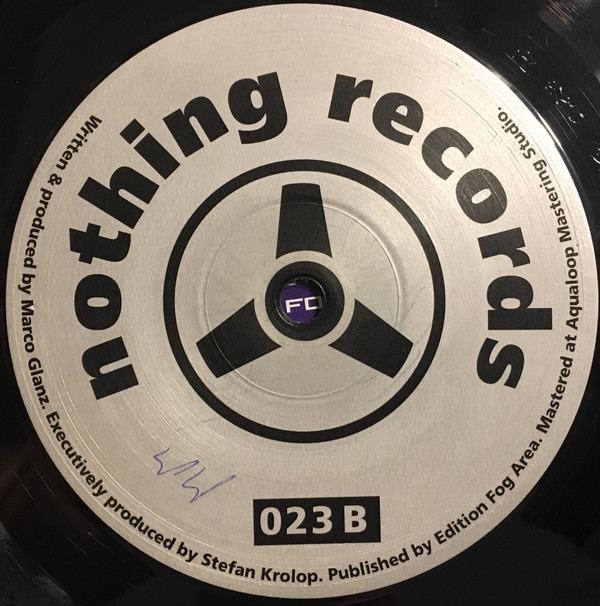 nothing records
FC
023 B
Written & produced by Marco Glanz. Executively produced by Stefan Krolop. Published by Edition Fog Area. Mastered at Aqualoop Mastering Studio.